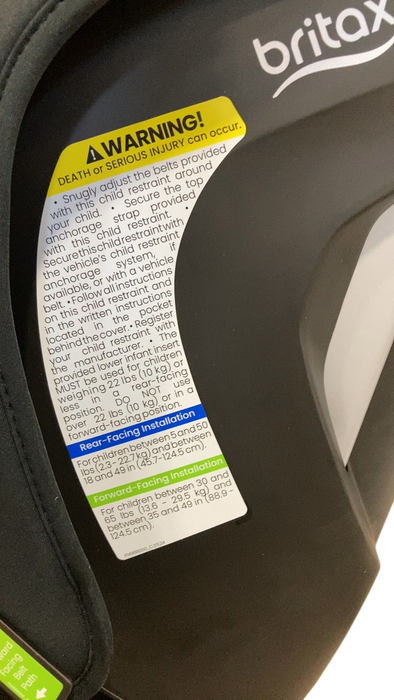 britax
WARNING!
DEATH or SERIOUS INJURY can occur.
• Snugly adjust the belts provided
with this child restraint around
your child. • Secure the top
anchorage strap provided
with this child restraint. •
Secure this child restraint with
the vehicle's child restraint
anchorage system, if
available, or with a vehicle
belt. • Follow all instructions
on this child restraint and
in the written instructions
located in the pocket
behind the cover. • Register
your child restraint with
the manufacturer. • The
provided lower infant insert
MUST be used for children
weighing 22 lbs (10 kg) or
less in a rear-facing
position. DO NOT use
over 22 lbs (10 kg) or in a
forward-facing position.
Rear-Facing Installation
For children between 5 and 50
lbs (2.3 - 22.7 kg) and between
18 and 49 in (45.7-124.5 cm).
Forward-Facing Installation
For children between 30 and
65 lbs (13.6 - 29.5 kg) and
between 35 and 49 in (88.9 -
124.5 cm).
Facing
Belt
Path